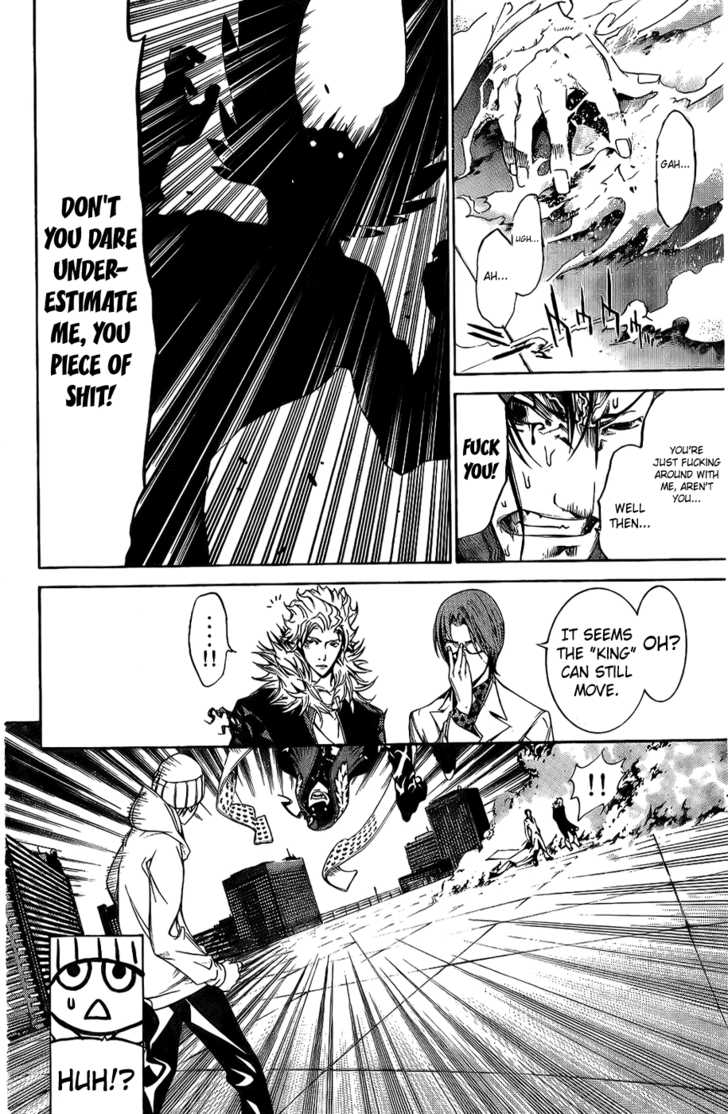 GAH...
UGH...
AH...
YOU'RE
JUST FUCKING
AROUND WITH
ME, AREN'T
YOU...
WELL
THEN...
FUCK
YOU!
DON'T
YOU DARE
UNDER-
ESTIMATE
ME, YOU
PIECE OF
SHIT!
OH?
IT SEEMS
THE "KING"
CAN STILL
MOVE.
....!!
!!
HUH!?